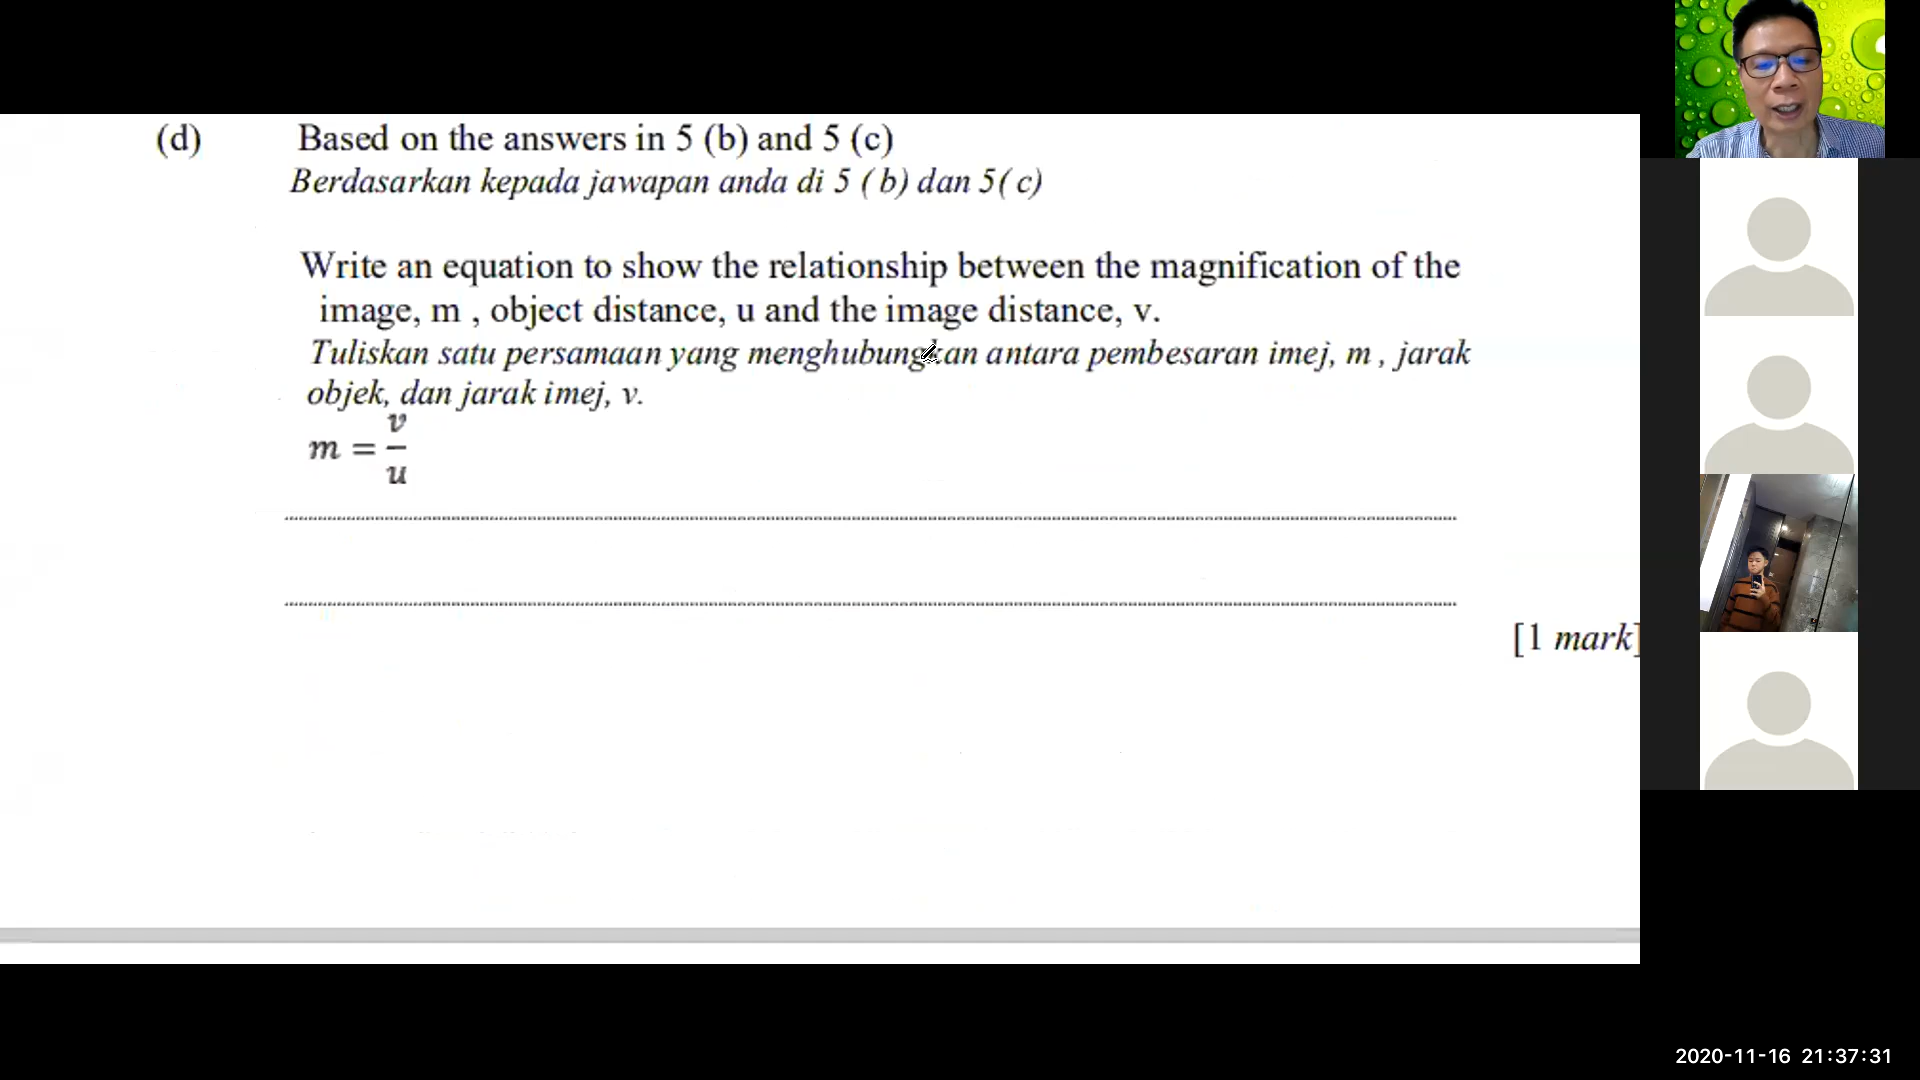 (d) Based on the answers in 5 (b) and 5 (c)
Berdasarkan kepada jawapan anda di 5 ( b) dan 5( c)
Write an equation to show the relationship between the magnification of the
image, m , object distance, u and the image distance, v.
Tuliskan satu persamaan yang menghubungkan antara pembesaran imej, m , jarak
objek, dan jarak imej, v.
m = v/u
[1 mark]
2020-11-16 21:37:31